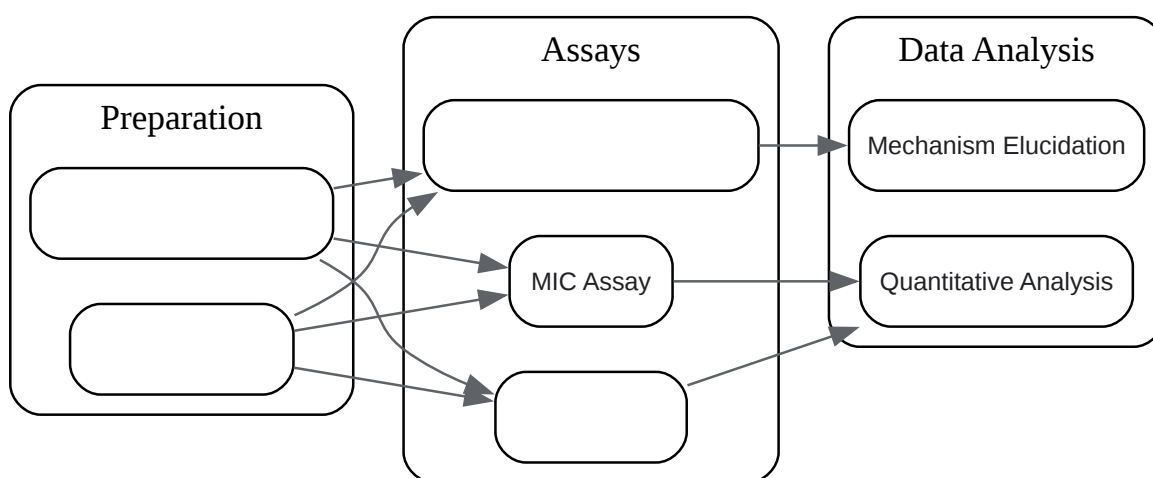 Preparation
Assays
MIC Assay
Data Analysis
Mechanism Elucidation
Quantitative Analysis